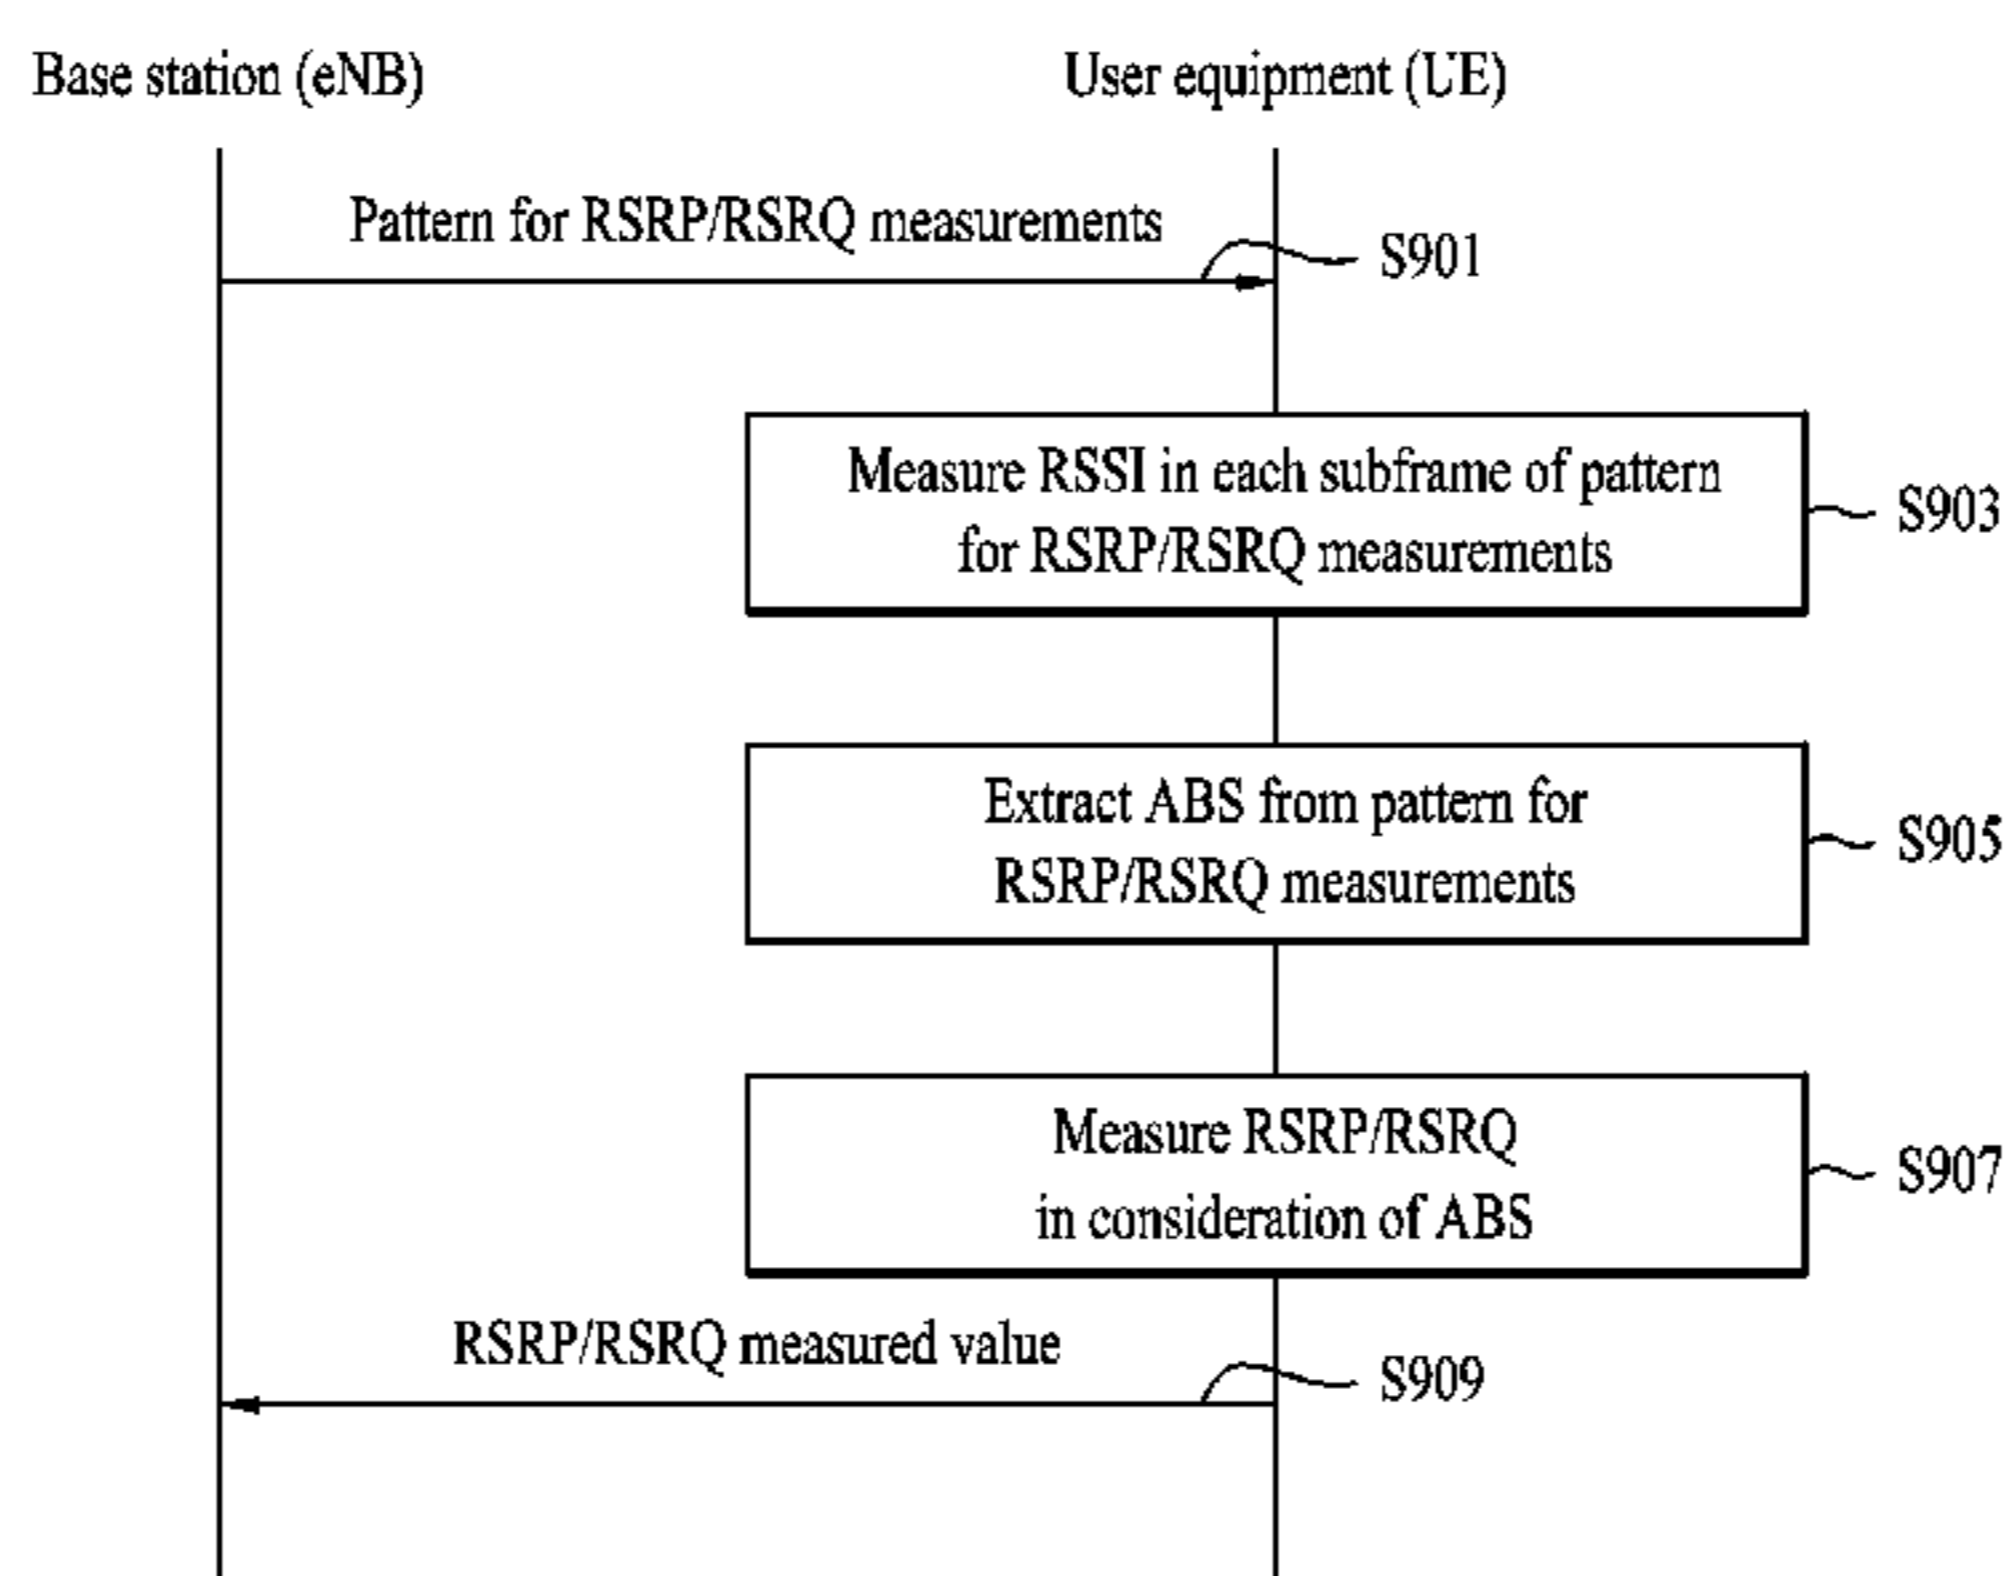 Base station (eNB)
User equipment (UE)
Pattern for RSRP/RSRQ measurements
S901
Measure RSSI in each subframe of pattern
for RSRP/RSRQ measurements
S903
Extract ABS from pattern for
RSRP/RSRQ measurements
S905
Measure RSRP/RSRQ
in consideration of ABS
S907
RSRP/RSRQ measured value
S909